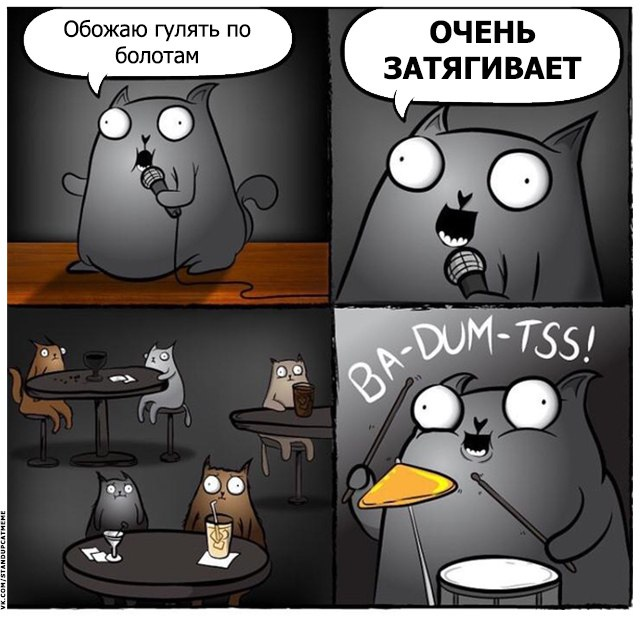 Обожаю гулять по
болотам
ОЧЕНЬ
ЗАТЯГИВАЕТ
BA-DUM-TSS!
VK.COM/STANDUPCATMEME